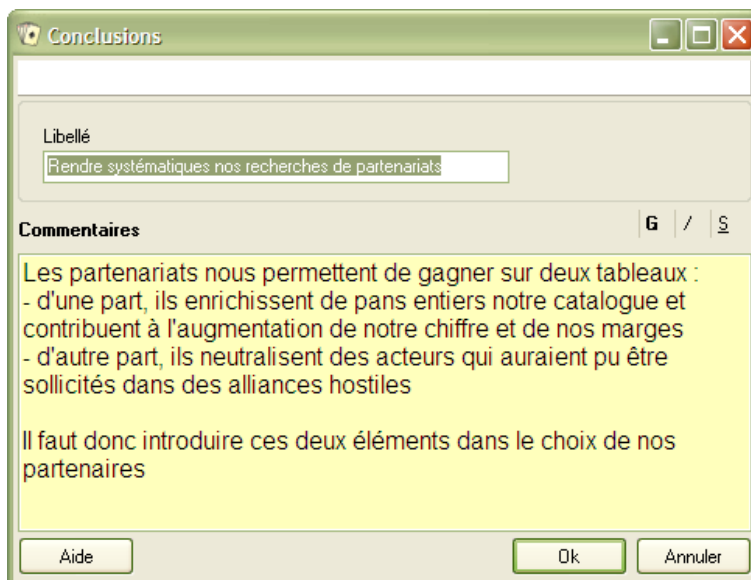 Conclusions
Libellé
Rendre systématiques nos recherches de partenariats
Commentaires
G / S
Les partenariats nous permettent de gagner sur deux tableaux :
- d'une part, ils enrichissent de pans entiers notre catalogue et
contribuent à l'augmentation de notre chiffre et de nos marges
- d'autre part, ils neutralisent des acteurs qui auraient pu être
sollicités dans des alliances hostiles
Il faut donc introduire ces deux éléments dans le choix de nos
partenaires
Aide
Ok
Annuler